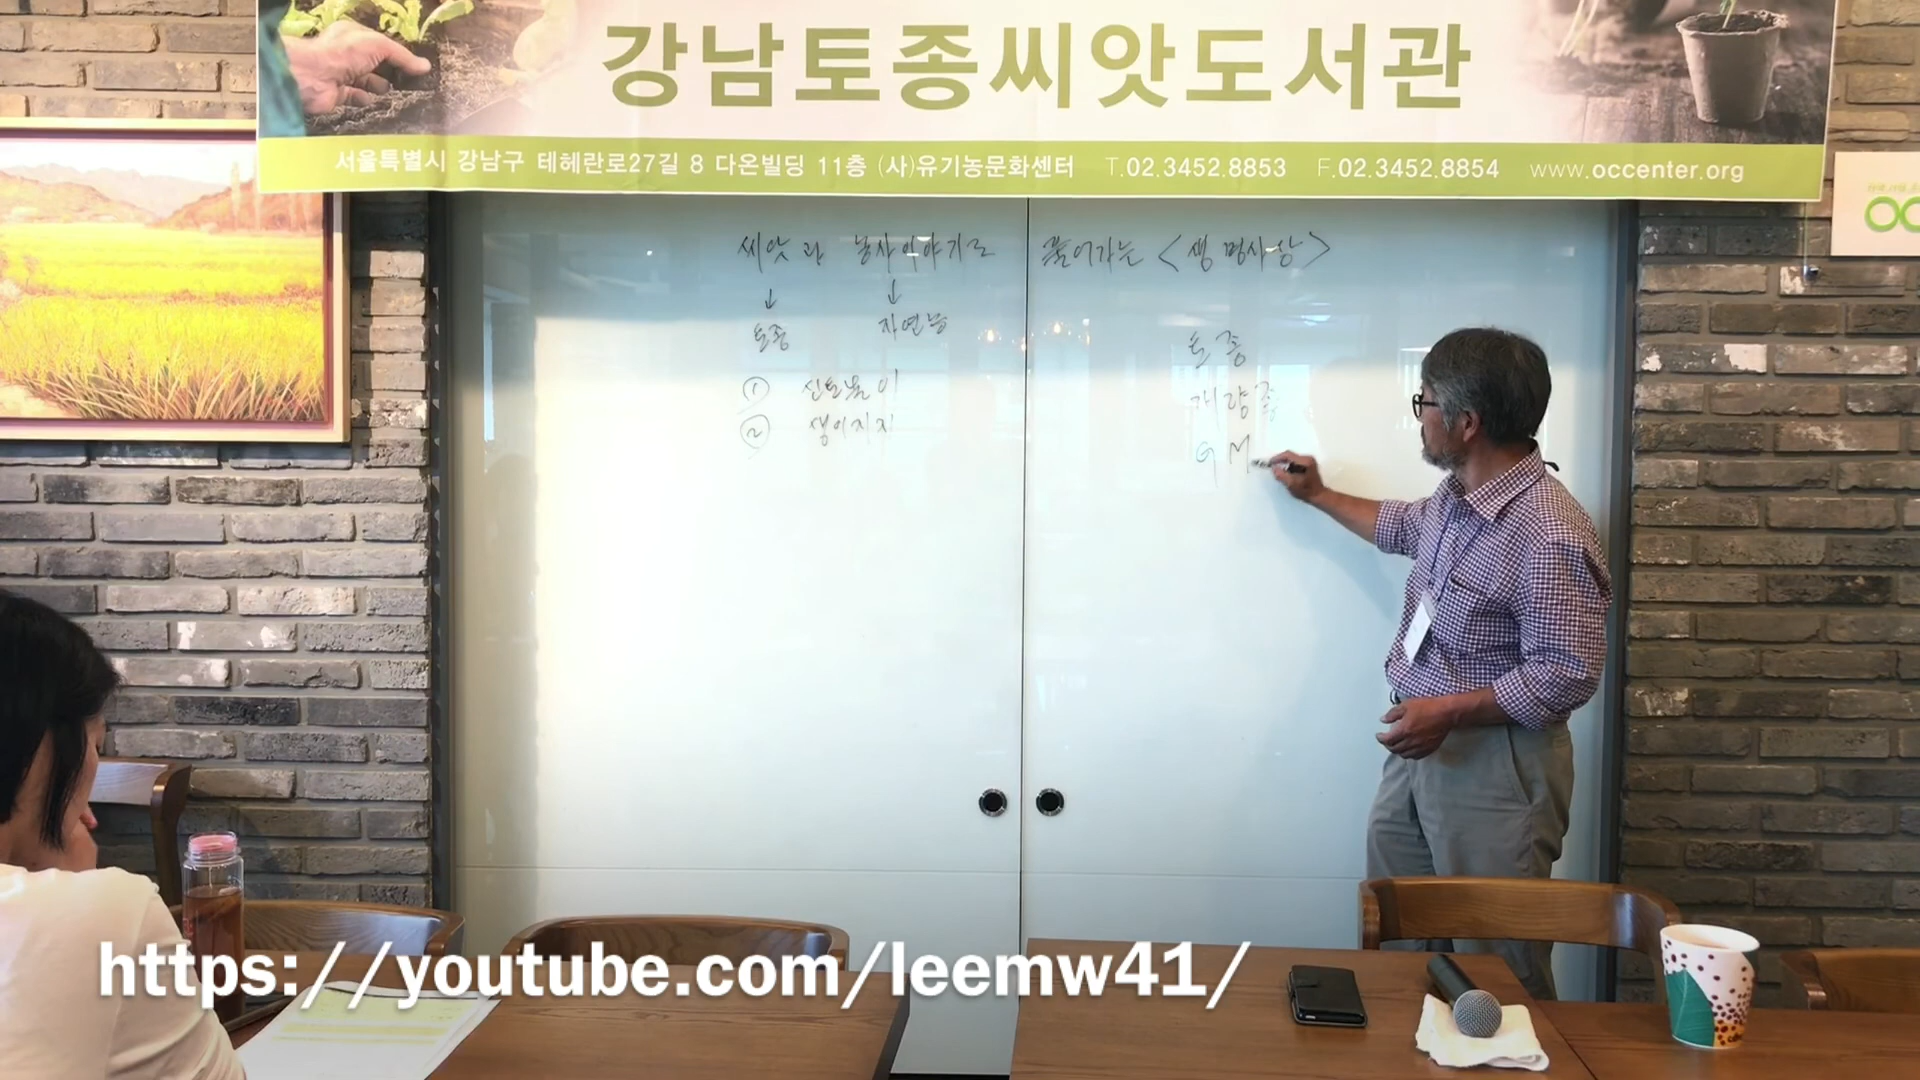 강남토종씨앗도서관
서울특별시 강남구 테헤란로27길 8 다온빌딩 11층 (사)유기농문화센터 T.02.3452.8853 F.02.3452.8854 www.occenter.org
씨앗과 농사이야기로 풀어가는 <생명사상>
↓ ↓
토종 자연농
① 신토불이
② 생이지지
토종
개량종
GM
https://youtube.com/leemw41/